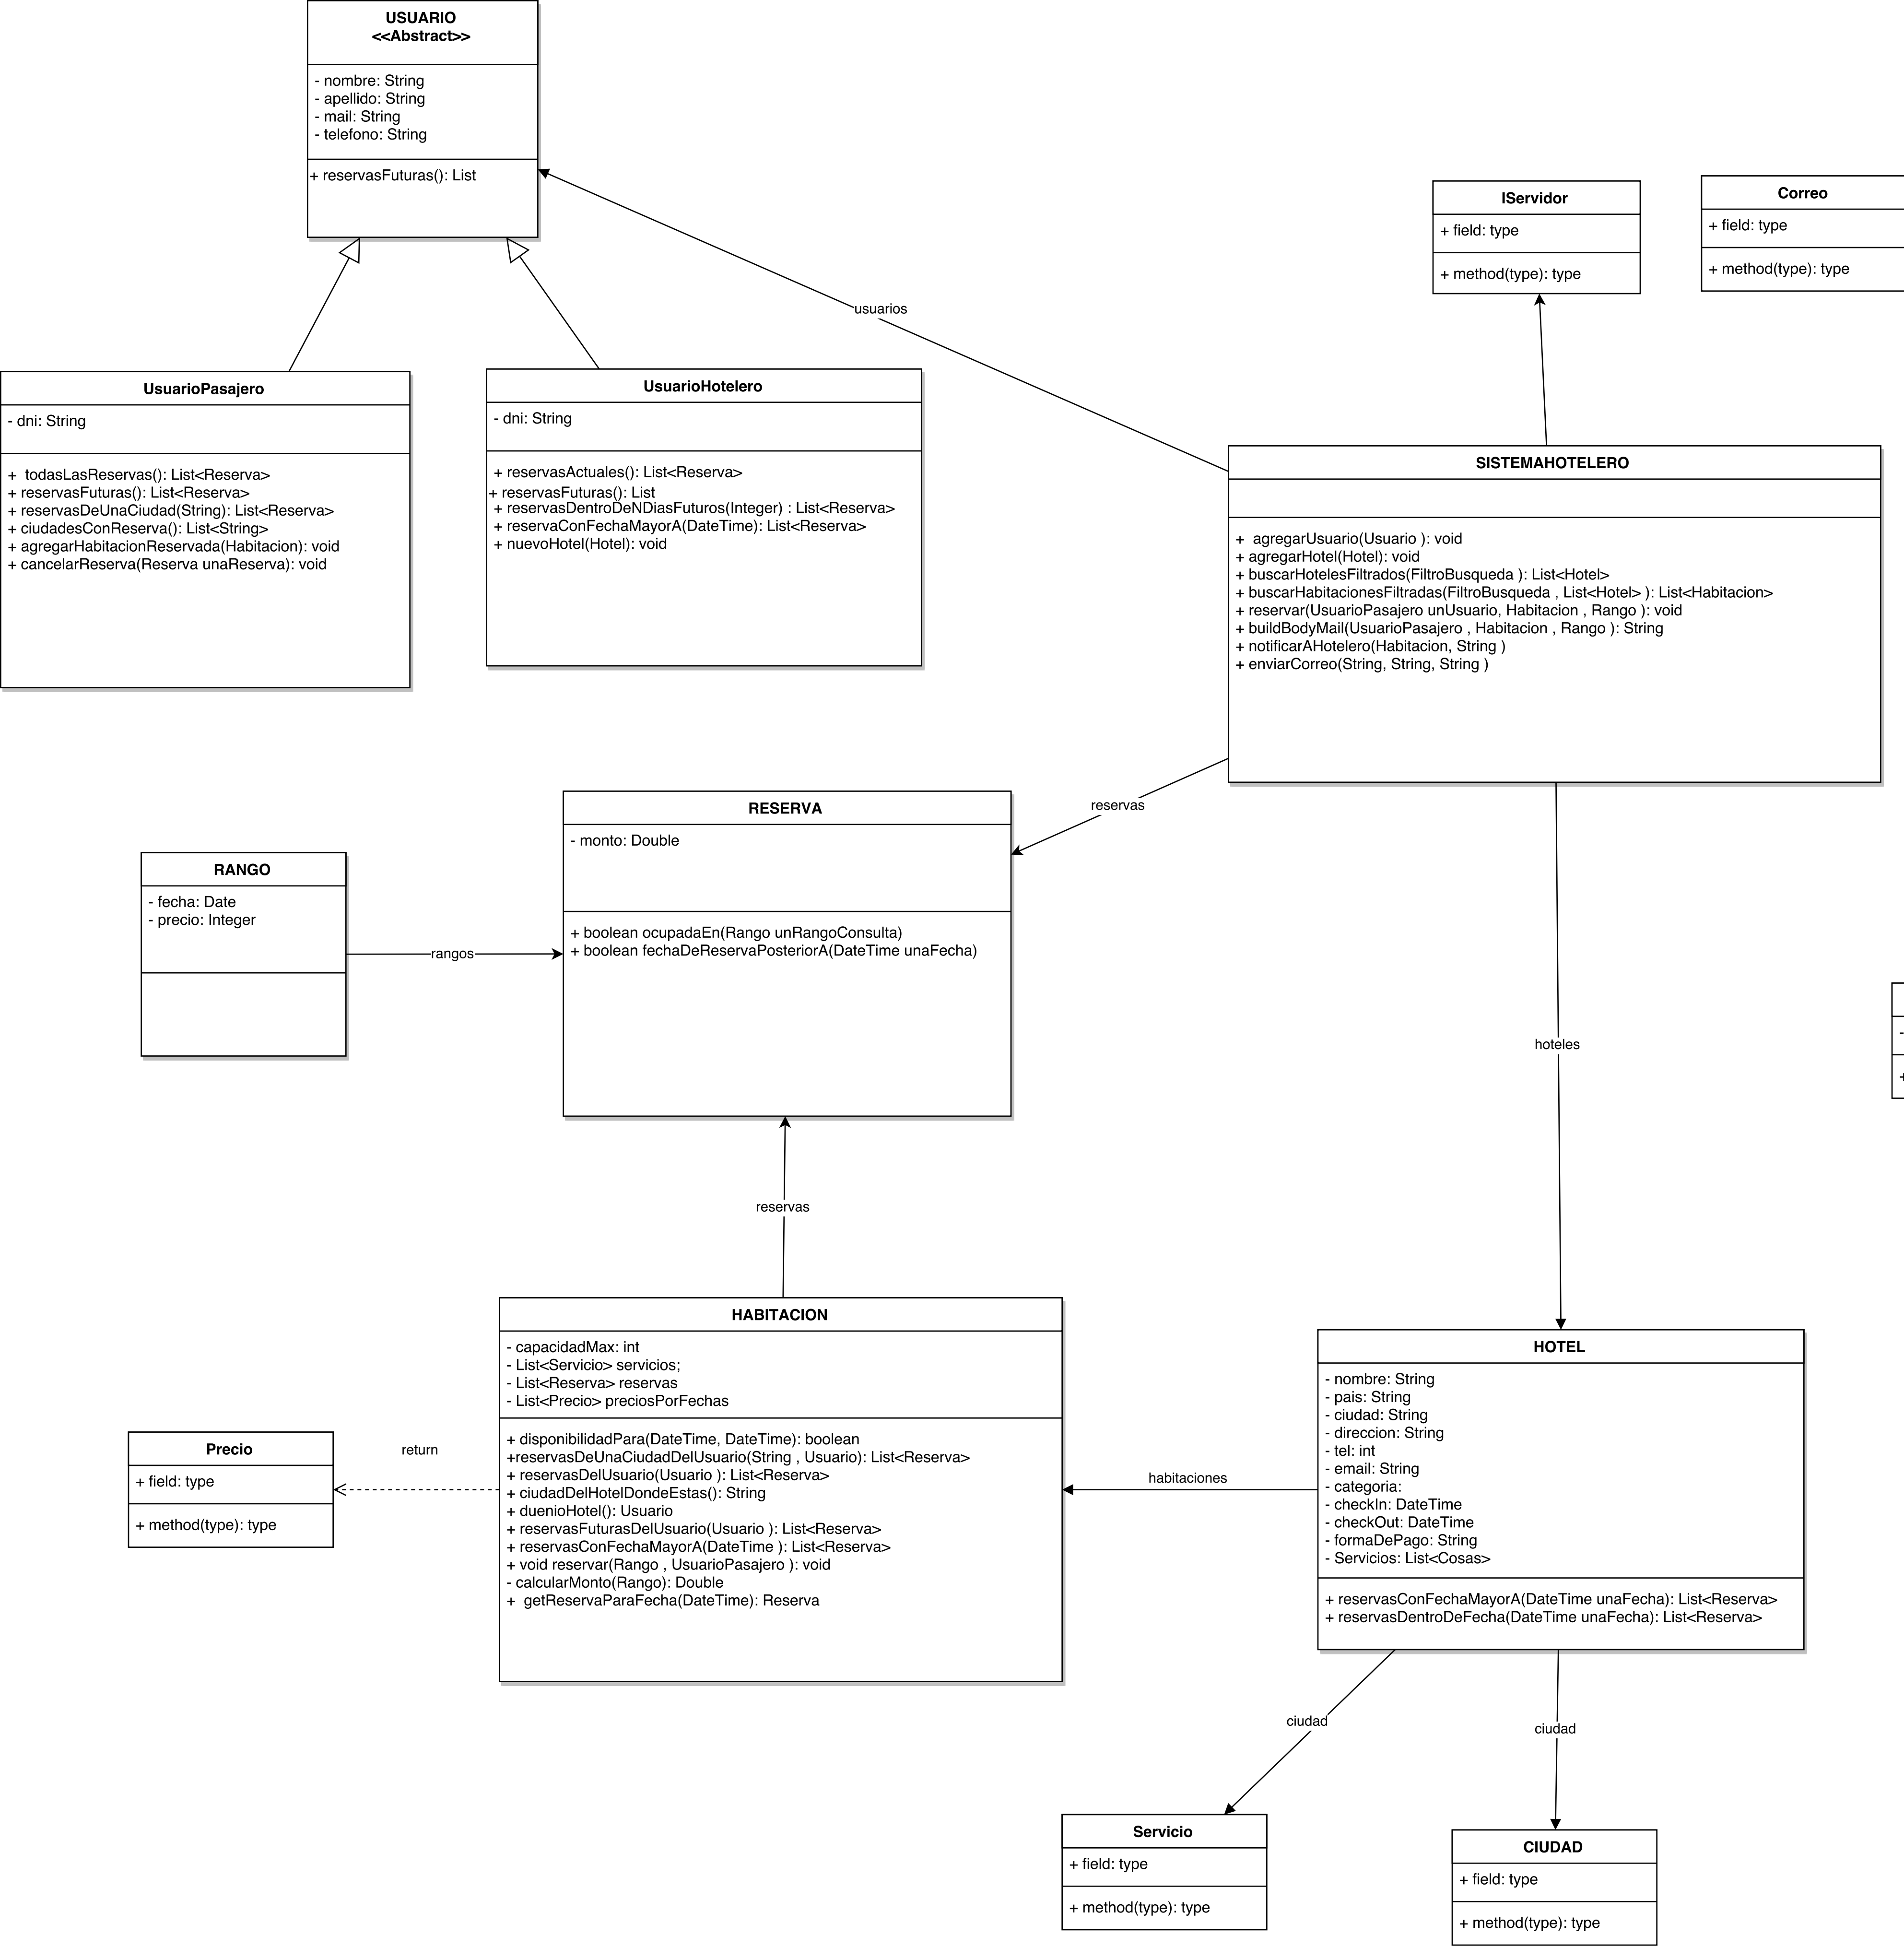 USUARIO
<<Abstract>>
- nombre: String
- apellido: String
- mail: String
- telefono: String
+ reservasFuturas(): List
usuarios
IServidor
+ field: type
+ method(type): type
Correo
+ field: type
+ method(type): type
UsuarioPasajero
- dni: String
+  todasLasReservas(): List<Reserva>
+ reservasFuturas(): List<Reserva>
+ reservasDeUnaCiudad(String): List<Reserva>
+ ciudadesConReserva(): List<String>
+ agregarHabitacionReservada(Habitacion): void
+ cancelarReserva(Reserva unaReserva): void
UsuarioHotelero
- dni: String
+ reservasActuales(): List<Reserva>
+ reservasFuturas(): List
+ reservasDentroDeNDiasFuturos(Integer) : List<Reserva>
+ reservaConFechaMayorA(DateTime): List<Reserva>
+ nuevoHotel(Hotel): void
SISTEMAHOTELERO
+  agregarUsuario(Usuario ): void
+ agregarHotel(Hotel): void
+ buscarHotelesFiltrados(FiltroBusqueda ): List<Hotel>
+ buscarHabitacionesFiltradas(FiltroBusqueda , List<Hotel> ): List<Habitacion>
+ reservar(UsuarioPasajero unUsuario, Habitacion , Rango ): void
+ buildBodyMail(UsuarioPasajero , Habitacion , Rango ): String
+ notificarAHotelero(Habitacion, String )
+ enviarCorreo(String, String, String )
reservas
RESERVA
- monto: Double
+ boolean ocupadaEn(Rango unRangoConsulta)
+ boolean fechaDeReservaPosteriorA(DateTime unaFecha)
RANGO
- fecha: Date
- precio: Integer
rangos
hoteles
-
+
reservas
HABITACION
- capacidadMax: int
- List<Servicio> servicios;
- List<Reserva> reservas
- List<Precio> preciosPorFechas
+ disponibilidadPara(DateTime, DateTime): boolean
+reservasDeUnaCiudadDelUsuario(String , Usuario): List<Reserva>
+ reservasDelUsuario(Usuario ): List<Reserva>
+ ciudadDelHotelDondeEstas(): String
+ duenioHotel(): Usuario
+ reservasFuturasDelUsuario(Usuario ): List<Reserva>
+ reservasConFechaMayorA(DateTime ): List<Reserva>
+ void reservar(Rango , UsuarioPasajero ): void
- calcularMonto(Rango): Double
+  getReservaParaFecha(DateTime): Reserva
Precio
+ field: type
+ method(type): type
return
habitaciones
HOTEL
- nombre: String
- pais: String
- ciudad: String
- direccion: String
- tel: int
- email: String
- categoria:
- checkIn: DateTime
- checkOut: DateTime
- formaDePago: String
- Servicios: List<Cosas>
+ reservasConFechaMayorA(DateTime unaFecha): List<Reserva>
+ reservasDentroDeFecha(DateTime unaFecha): List<Reserva>
ciudad
ciudad
Servicio
+ field: type
+ method(type): type
CIUDAD
+ field: type
+ method(type): type